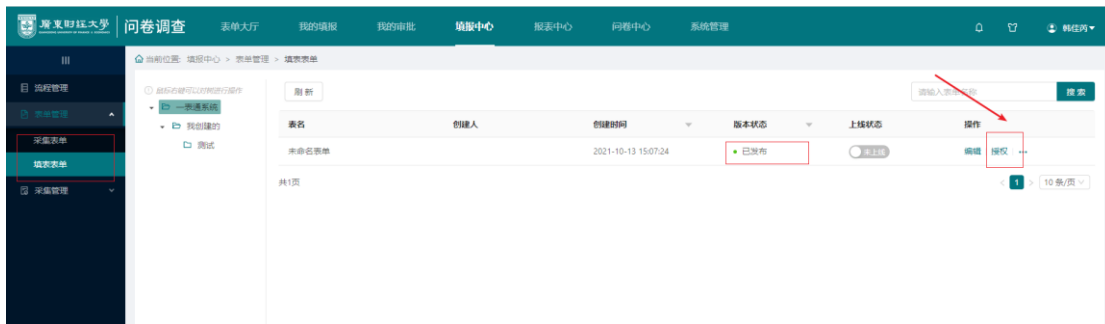 廣東财经大学 问卷调查 表单大厅 我的填报 我的审批 填报中心 报表中心 问卷中心 系统管理 韩佳芮
当前位置: 填报中心 > 表单管理 > 填表表单
流程管理
表单管理
采集表单
填表表单
采集管理
鼠标右键可以对树进行操作
一表通系统
我创建的
测试
刷 新 请输入表单名称 搜 索
表名 创建人 创建时间 版本状态 上线状态 操作
未命名表单 2021-10-13 15:07:24 已发布 未上线 编辑 授权 ...
共1页 < 1 > 10 条/页